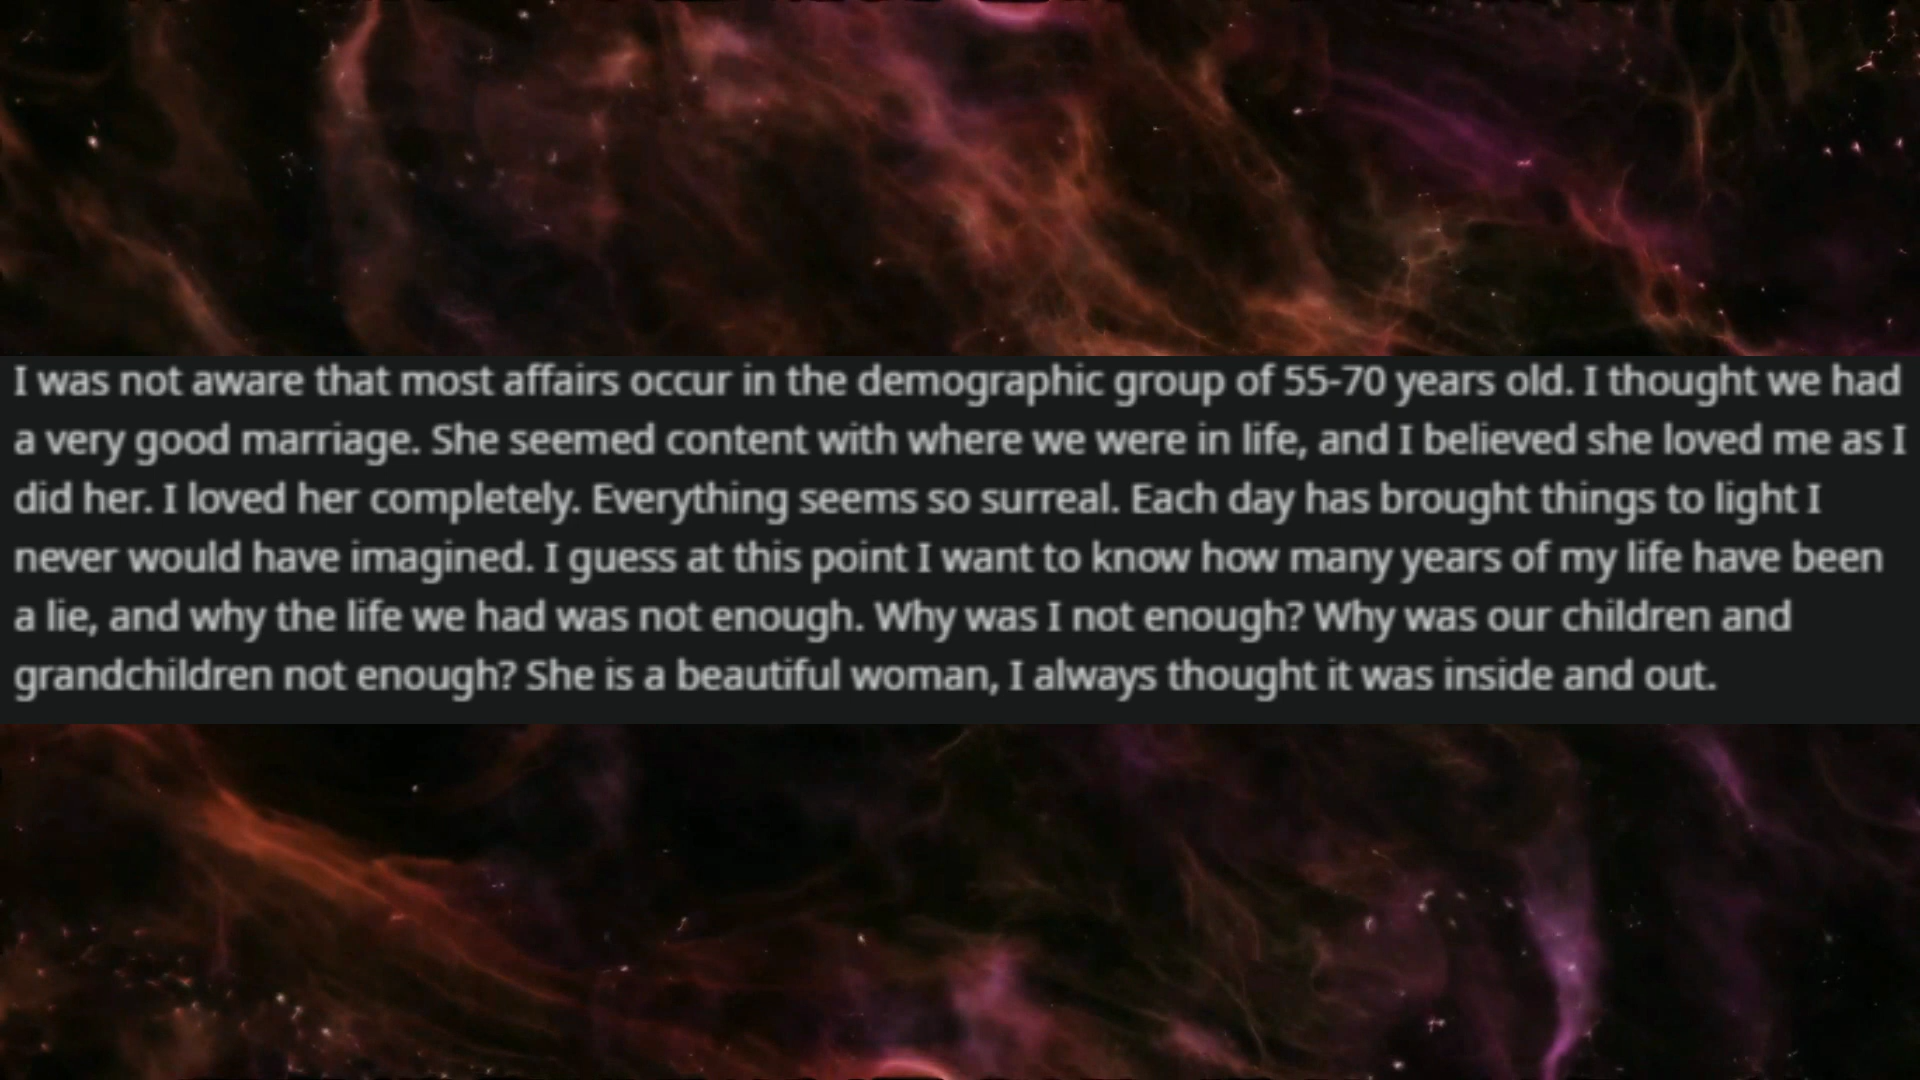 I was not aware that most affairs occur in the demographic group of 55-70 years old. I thought we had
a very good marriage. She seemed content with where we were in life, and I believed she loved me as I
did her. I loved her completely. Everything seems so surreal. Each day has brought things to light I
never would have imagined. I guess at this point I want to know how many years of my life have been
a lie, and why the life we had was not enough. Why was I not enough? Why was our children and
grandchildren not enough? She is a beautiful woman, I always thought it was inside and out.